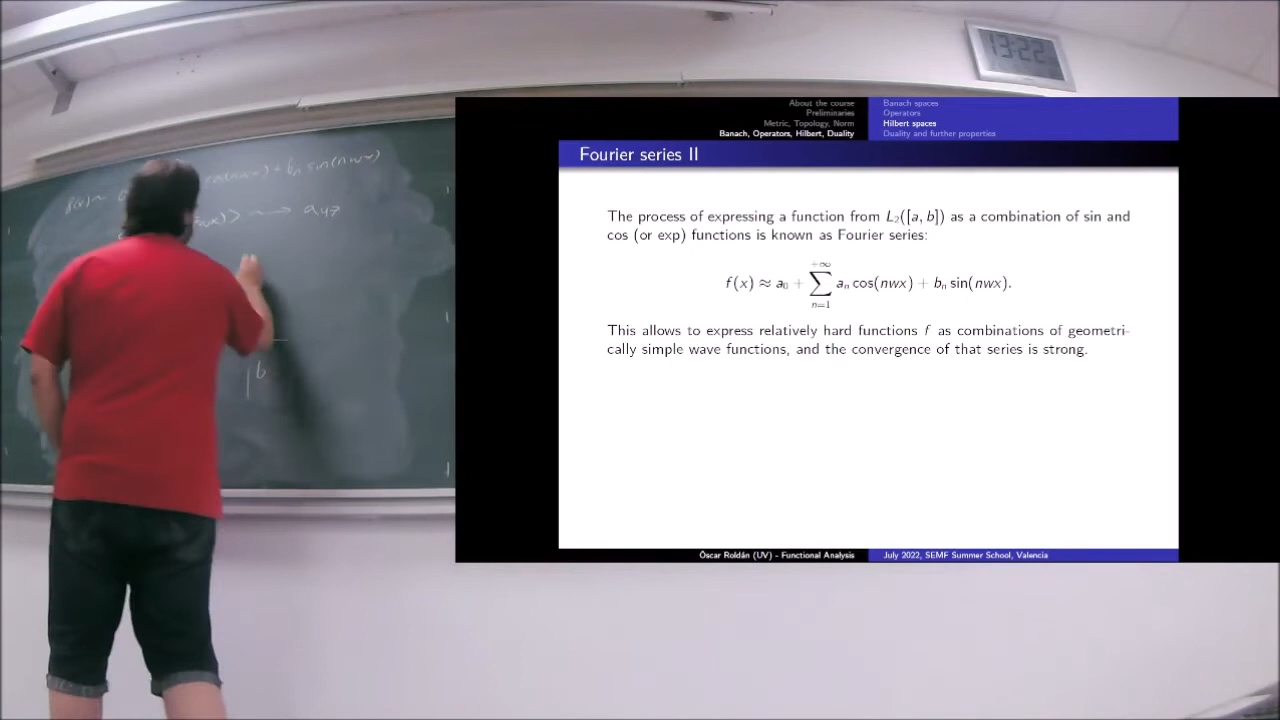 13:22
About the course
Preliminaries
Metric, Topology, Norm
Banach, Operators, Hilbert, Duality
Banach spaces
Operators
Hilbert spaces
Duality and further properties
Fourier series II
The process of expressing a function from L₂([a, b]) as a combination of sin and
cos (or exp) functions is known as Fourier series:
f(x) ≈ a₀ + ∑_{n=1}^{+∞} aₙ cos(nwx) + bₙ sin(nwx).
This allows to express relatively hard functions f as combinations of geometri-
cally simple wave functions, and the convergence of that series is strong.
Óscar Roldán (UV) - Functional Analysis
July 2022, SEMF Summer School, Valencia
cos(nwx) + bₙ sin(nwx)
a₄₇
b